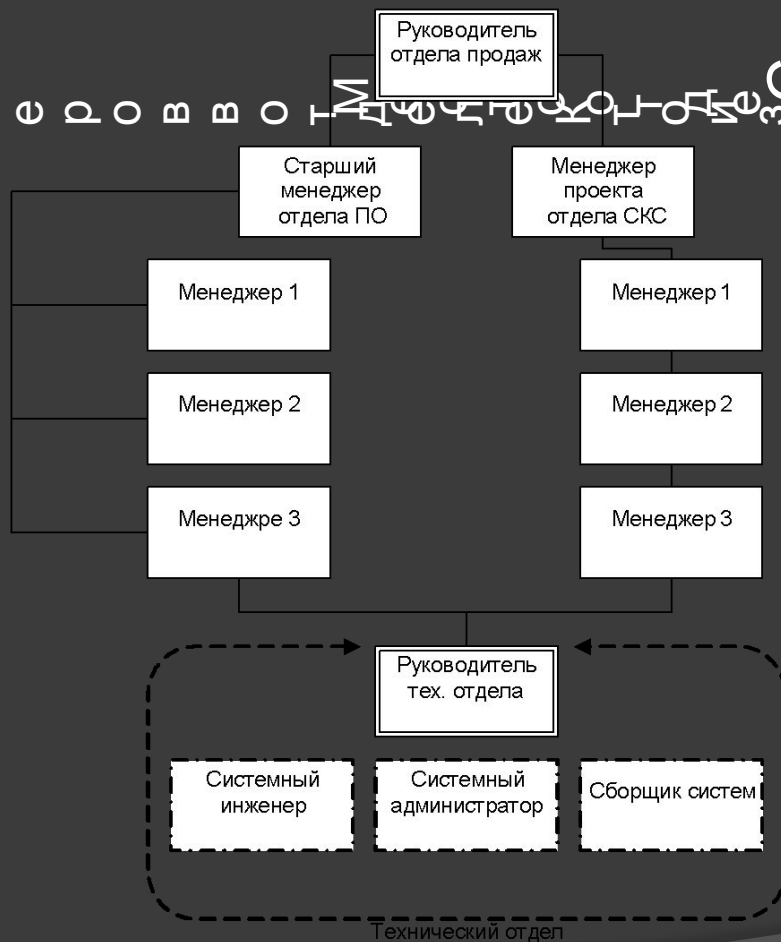 Руководитель
отдела продаж
Старший
менеджер
отдела ПО
Менеджер
проекта
отдела СКС
Менеджер 1
Менеджер 1
Менеджер 2
Менеджер 2
Менеджре 3
Менеджер 3
Руководитель
тех. отдела
Системный
инженер
Системный
администратор
Сборщик систем
Технический отдел